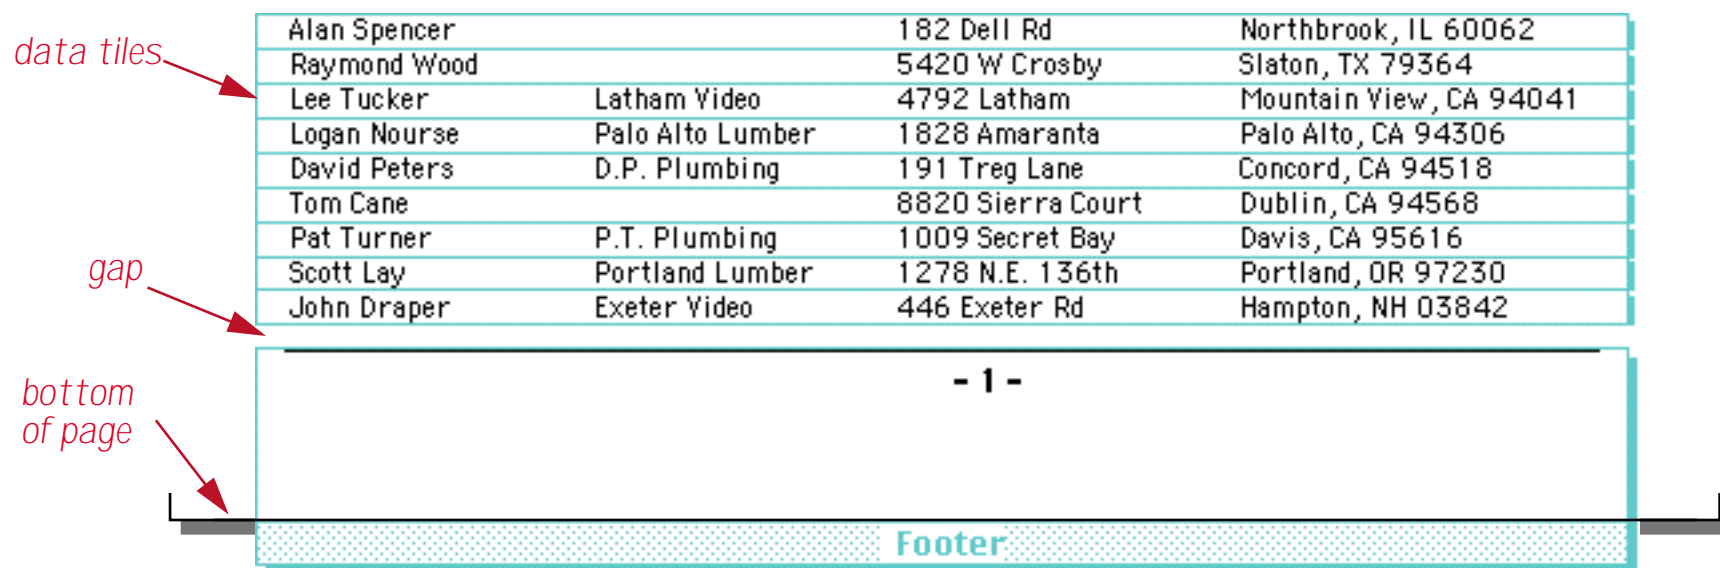 Alan Spencer 182 Dell Rd Northbrook, IL 60062
data tiles
Raymond Wood 5420 W Crosby Slaton, TX 79364
Lee Tucker Latham Video 4792 Latham Mountain View, CA 94041
Logan Nourse Palo Alto Lumber 1828 Amaranta Palo Alto, CA 94306
David Peters D.P. Plumbing 191 Treg Lane Concord, CA 94518
Tom Cane 8820 Sierra Court Dublin, CA 94568
Pat Turner P.T. Plumbing 1009 Secret Bay Davis, CA 95616
gap
Scott Lay Portland Lumber 1278 N.E. 136th Portland, OR 97230
John Draper Exeter Video 446 Exeter Rd Hampton, NH 03842
- 1 -
bottom
of page
Footer